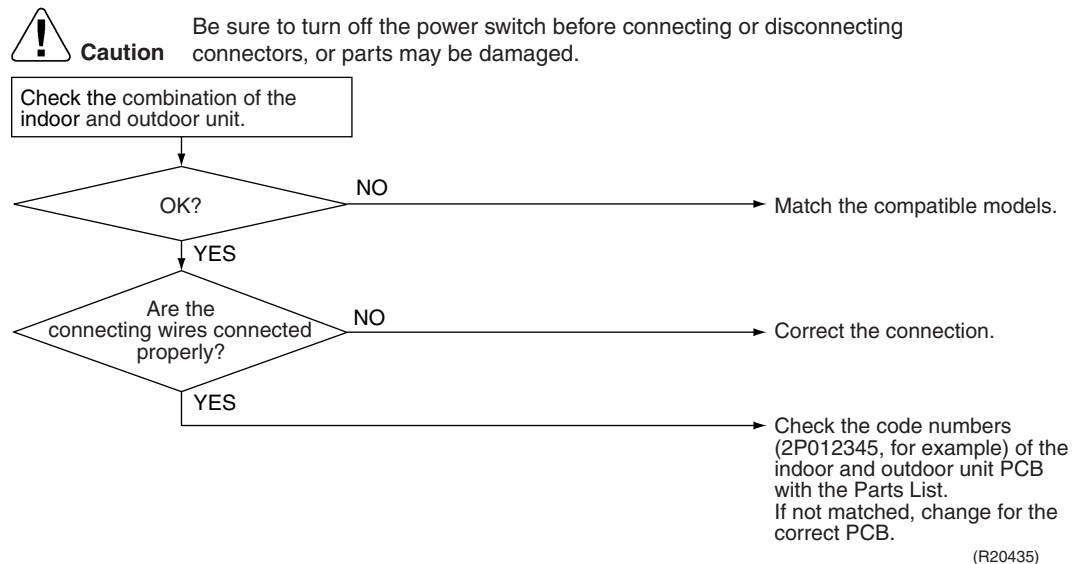 Be sure to turn off the power switch before connecting or disconnecting
Caution connectors, or parts may be damaged.
Check the combination of the
indoor and outdoor unit.
OK?
NO
Match the compatible models.
YES
Are the
connecting wires connected
properly?
NO
Correct the connection.
YES
Check the code numbers
(2P012345, for example) of the
indoor and outdoor unit PCB
with the Parts List.
If not matched, change for the
correct PCB.
(R20435)